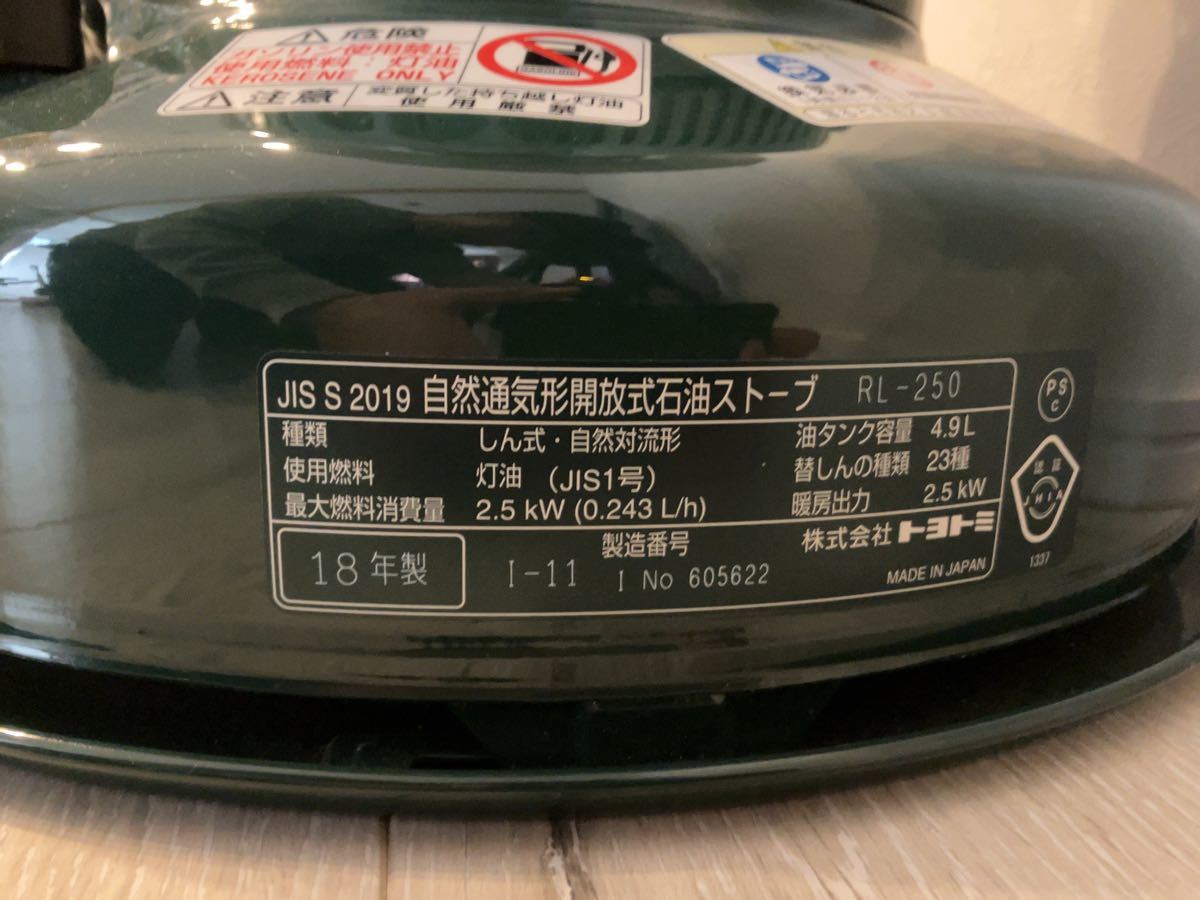 危険
ガソリン使用禁止
使用燃料:灯油
KEROSENE ONLY
GASOLINE
注意 変質した持ち越し灯油
使用厳禁
JIS S 2019 自然通気形開放式石油ストーブ RL-250
種類 しん式・自然対流形 油タンク容量 4.9L
使用燃料 灯油 (JIS1号) 替しんの種類 23種
最大燃料消費量 2.5 kW (0.243 L/h) 暖房出力 2.5 kW
18年製 I-11 製造番号 I No 605622
株式会社 トヨトミ
MADE IN JAPAN
PS
C
認証
JHIA
1337